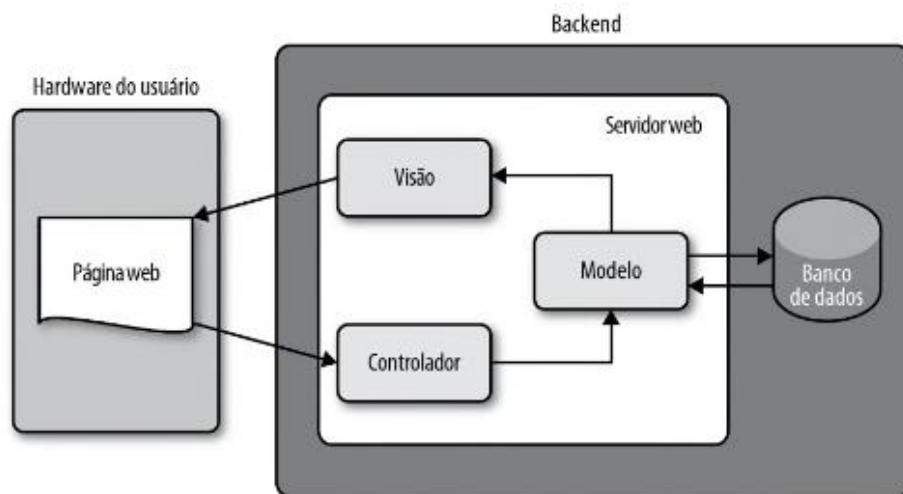 Backend
Hardware do usuário
Servidor web
Visão
Página web
Modelo
Banco
de dados
Controlador